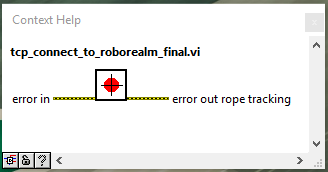 Context Help
tcp_connect_to_roborealm_final.vi
error in error out rope tracking
?